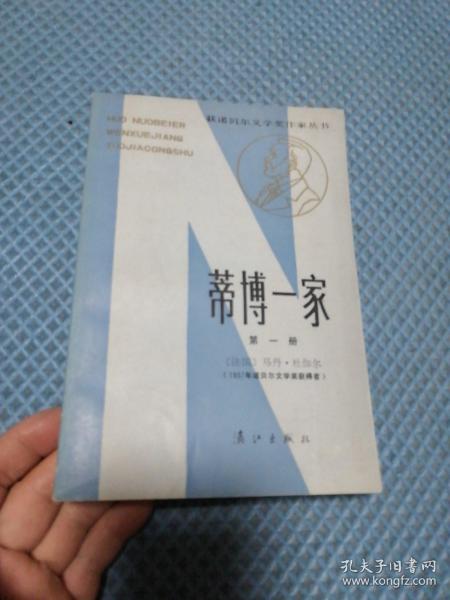 HUO NUOBEIER
WENXUEJIANG
ZUOJIACONGSHU
获诺贝尔文学奖作家丛书
蒂博一家
第一册
〔法国〕马丹·杜伽尔
(1937年诺贝尔文学奖获得者)
漓江出版社
孔夫子旧书网
www.kongfz.com